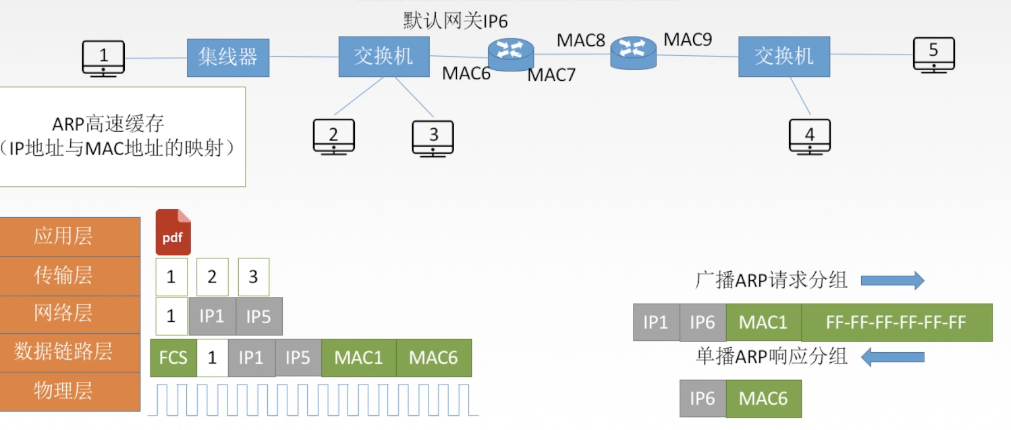 默认网关IP6
1
集线器
交换机
MAC6
MAC7
MAC8
MAC9
交换机
5
2
3
4
ARP高速缓存
（IP地址与MAC地址的映射）
应用层
pdf
传输层
1 2 3
网络层
1 IP1 IP5
数据链路层
FCS 1 IP1 IP5 MAC1 MAC6
物理层
广播ARP请求分组
IP1 IP6 MAC1 FF-FF-FF-FF-FF-FF
单播ARP响应分组
IP6 MAC6